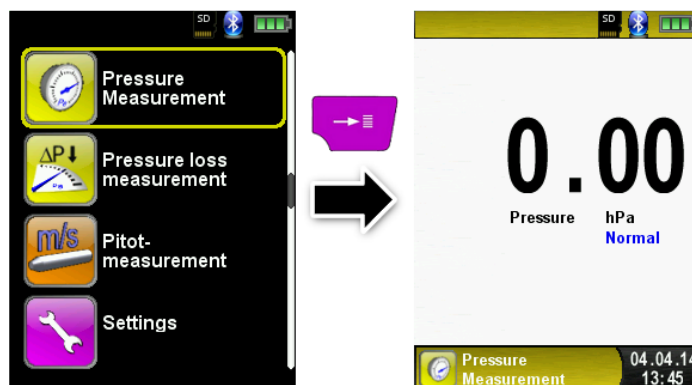 SD
Pressure
Measurement
Pa
ΔP
Pressure loss
measurement
m/s
Pitot-
measurement
Settings
SD
0.00
Pressure hPa
Normal
Pressure
Measurement
04.04.14
13:45